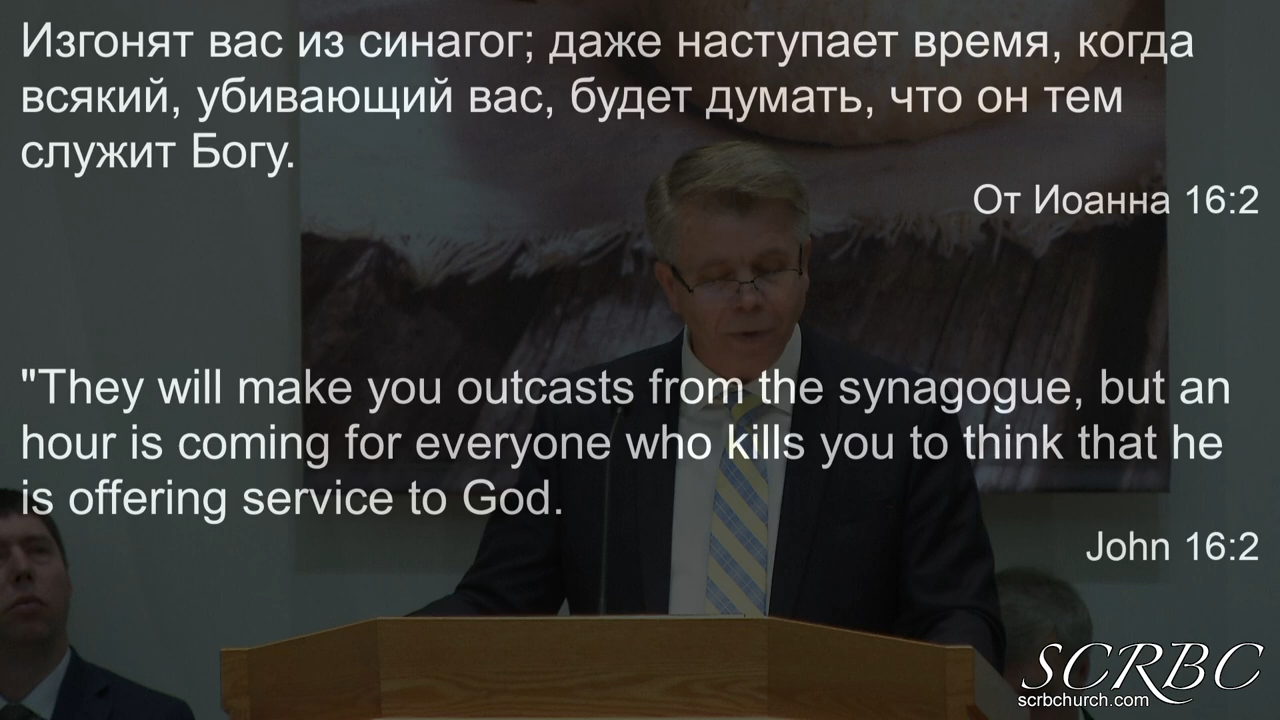 Изгонят вас из синагог; даже наступает время, когда
всякий, убивающий вас, будет думать, что он тем
служит Богу.
От Иоанна 16:2
"They will make you outcasts from the synagogue, but an
hour is coming for everyone who kills you to think that he
is offering service to God.
John 16:2
SCRBC
scrbchurch.com